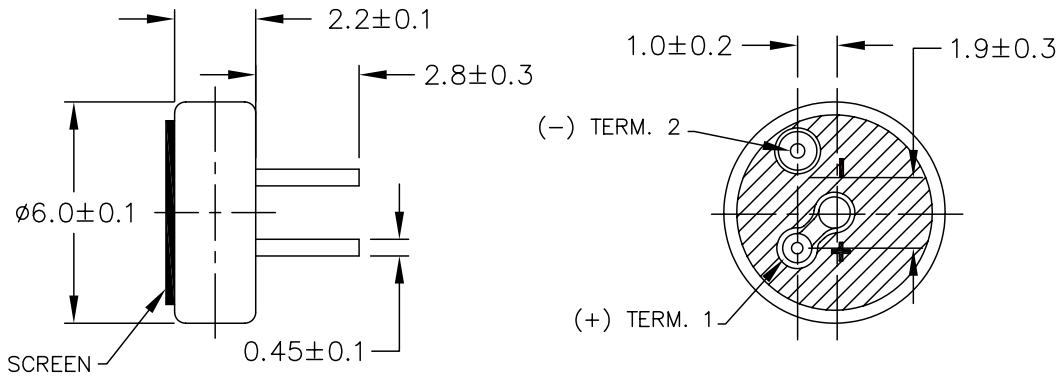 2.2±0.1
2.8±0.3
ø6.0±0.1
0.45±0.1
SCREEN
1.0±0.2
1.9±0.3
(-) TERM. 2
-
+
(+) TERM. 1